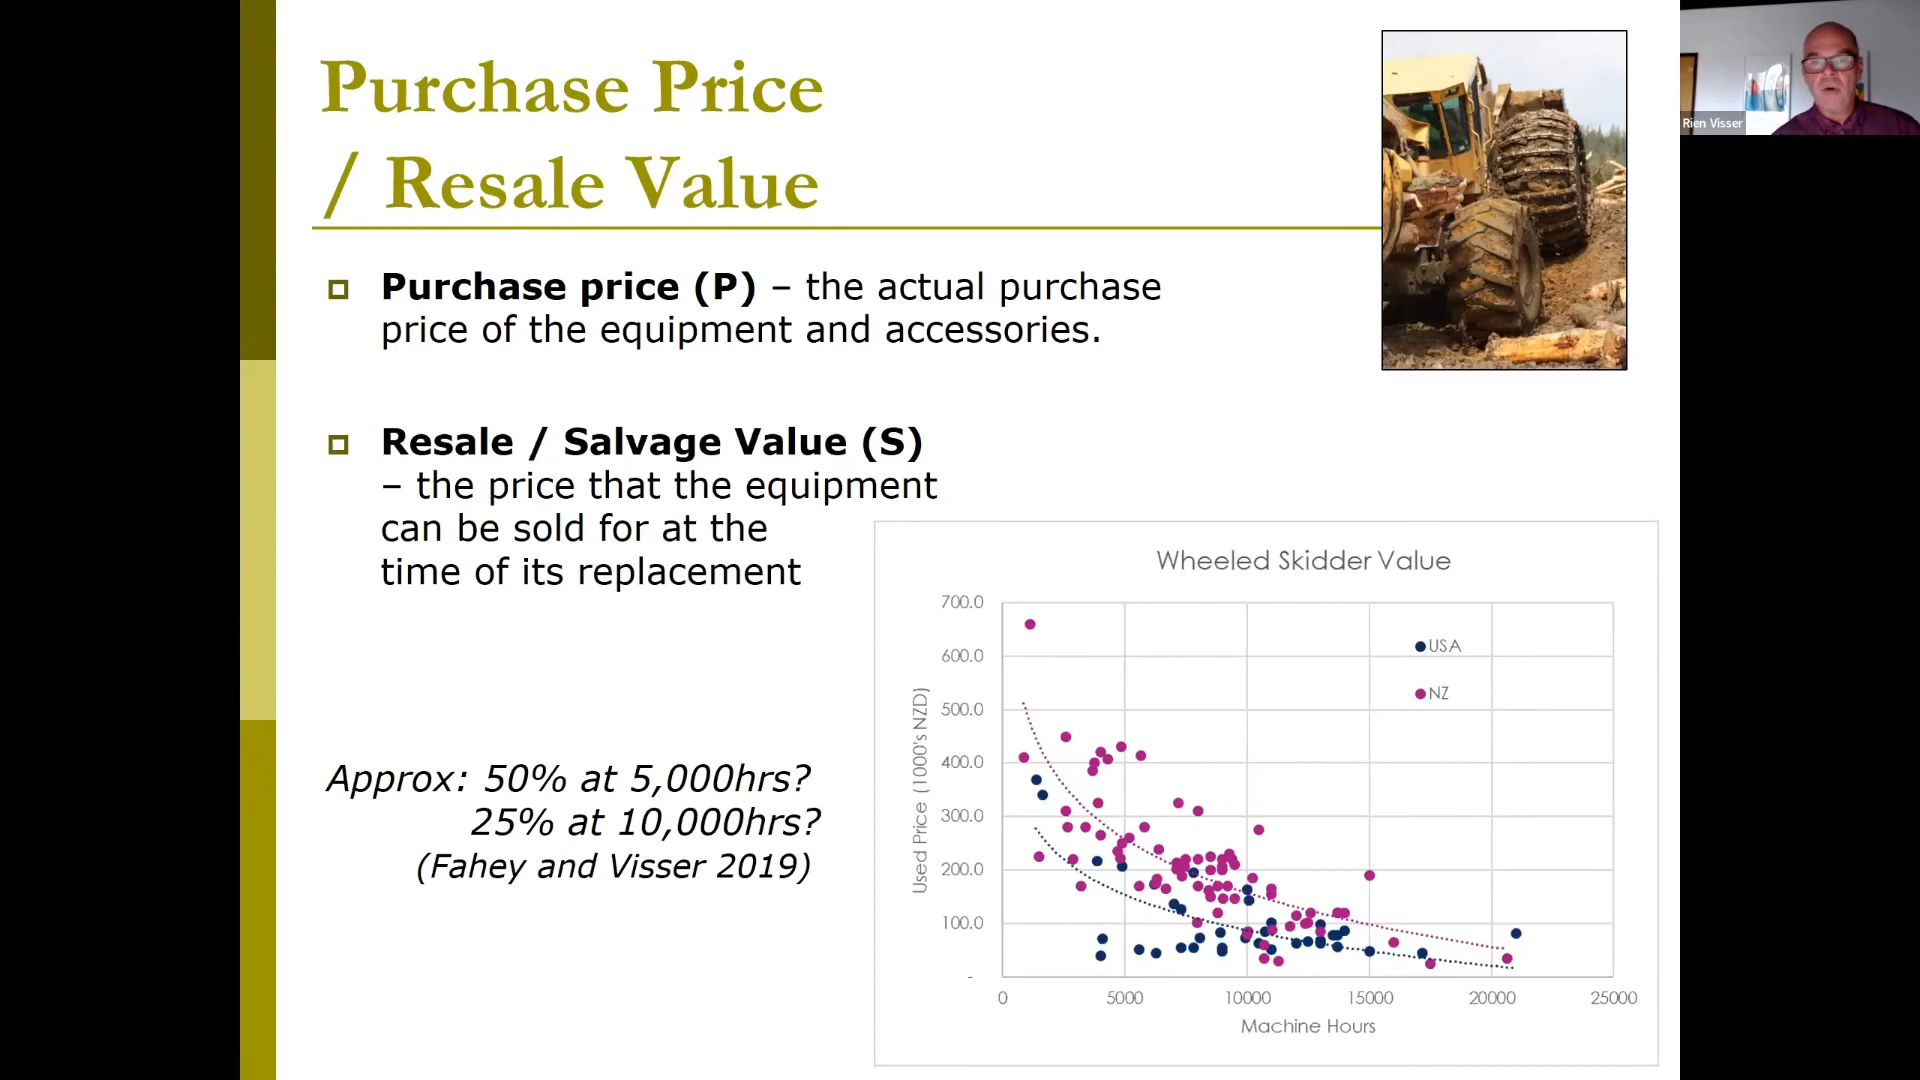 Purchase Price
/ Resale Value
Purchase price (P) – the actual purchase
price of the equipment and accessories.
Resale / Salvage Value (S)
– the price that the equipment
can be sold for at the
time of its replacement
Approx: 50% at 5,000hrs?
25% at 10,000hrs?
(Fahey and Visser 2019)
Wheeled Skidder Value
Used Price (1000's NZD)
700.0
600.0
500.0
400.0
300.0
200.0
100.0
-
USA
NZ
0 5000 10000 15000 20000 25000
Machine Hours
Rien Visser